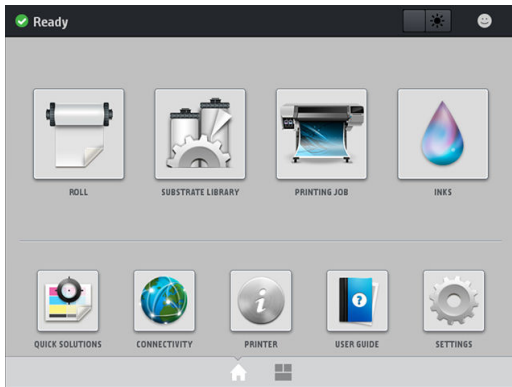 Ready
ROLL
SUBSTRATE LIBRARY
PRINTING JOB
INKS
QUICK SOLUTIONS
CONNECTIVITY
PRINTER
USER GUIDE
SETTINGS